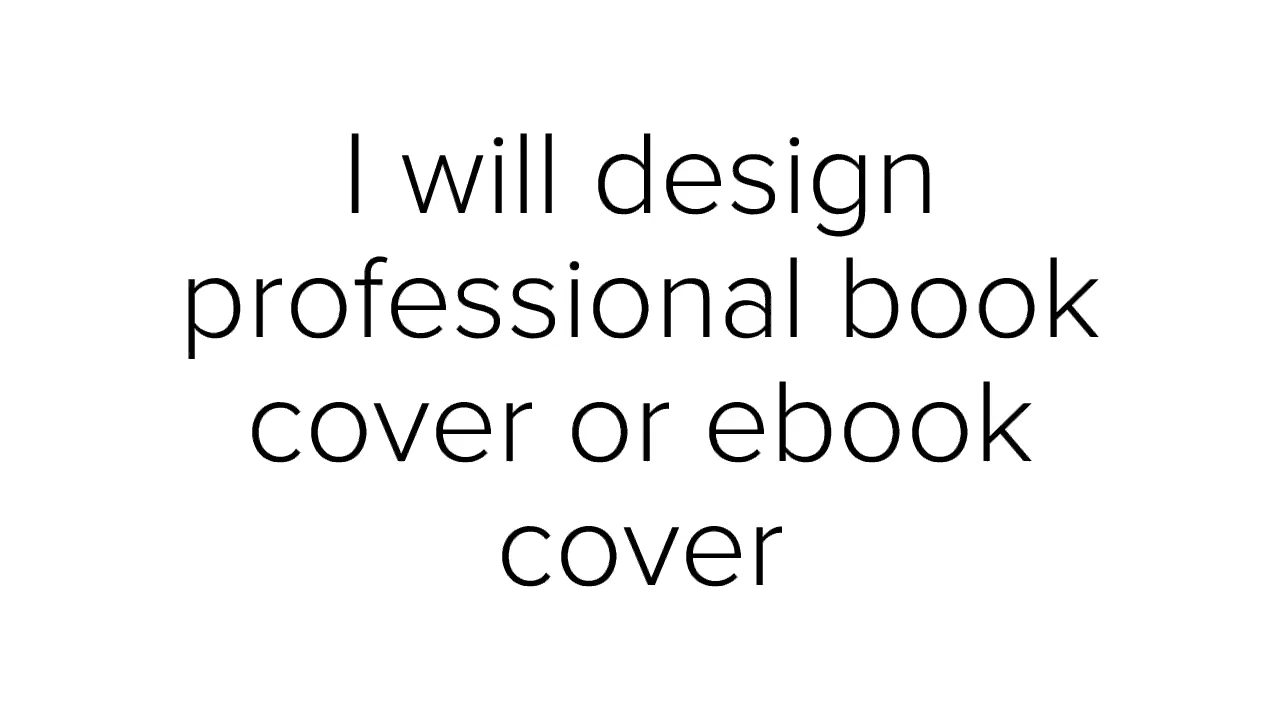 I will design
professional book
cover or ebook
cover